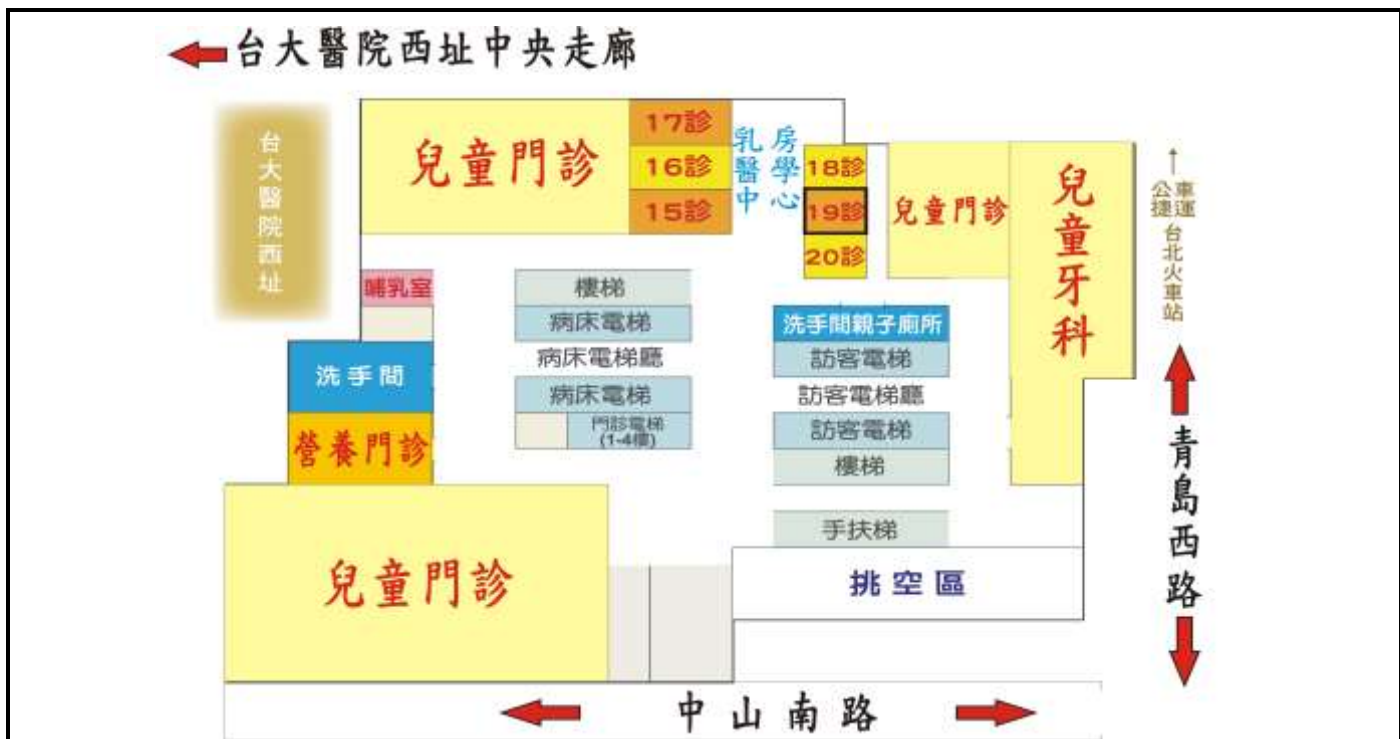 台大醫院西址中央走廊
台大醫院西址
兒童門診
17診
16診
15診
乳房
醫學
中心
18診
19診
20診
兒童門診
兒童牙科
公車
捷運
台北火車站
哺乳室
樓梯
病床電梯
病床電梯廳
病床電梯
門診電梯
(1-4樓)
洗手間親子廁所
訪客電梯
訪客電梯廳
訪客電梯
樓梯
手扶梯
洗手間
營養門診
兒童門診
挑空區
青島西路
中山南路